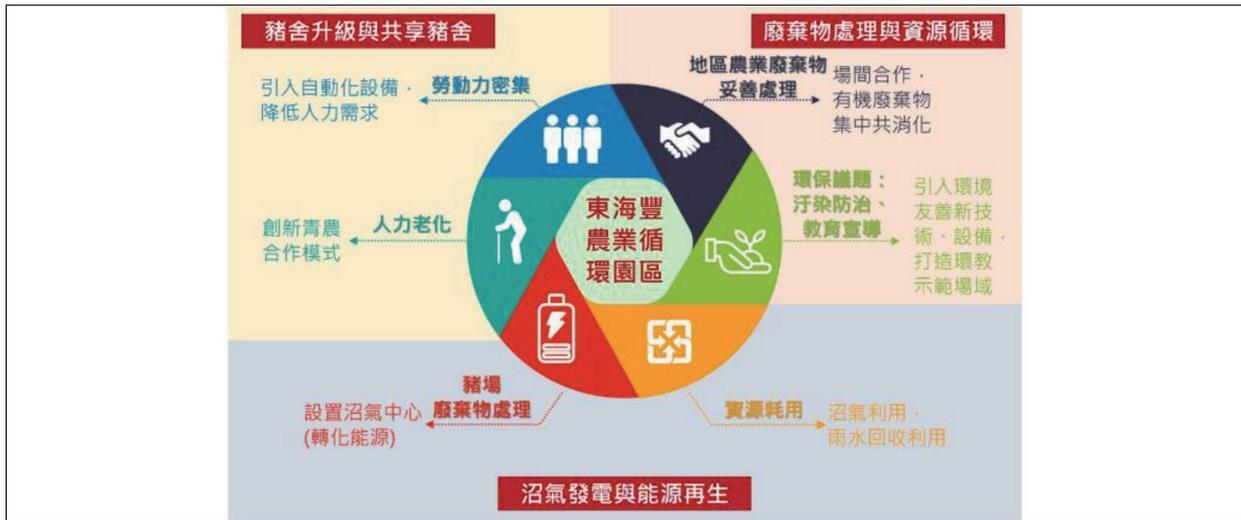 豬舍升級與共享豬舍
廢棄物處理與資源循環
引入自動化設備，
降低人力需求
勞動力密集
地區農業廢棄物
妥善處理
場間合作，
有機廢棄物
集中共消化
創新青農
合作模式
人力老化
東海豐
農業循
環園區
環保議題：
汙染防治、
教育宣導
引入環境
友善新技
術、設備，
打造環教
示範場域
設置沼氣中心
(轉化能源)
豬場
廢棄物處理
資源耗用
沼氣利用，
雨水回收利用
沼氣發電與能源再生